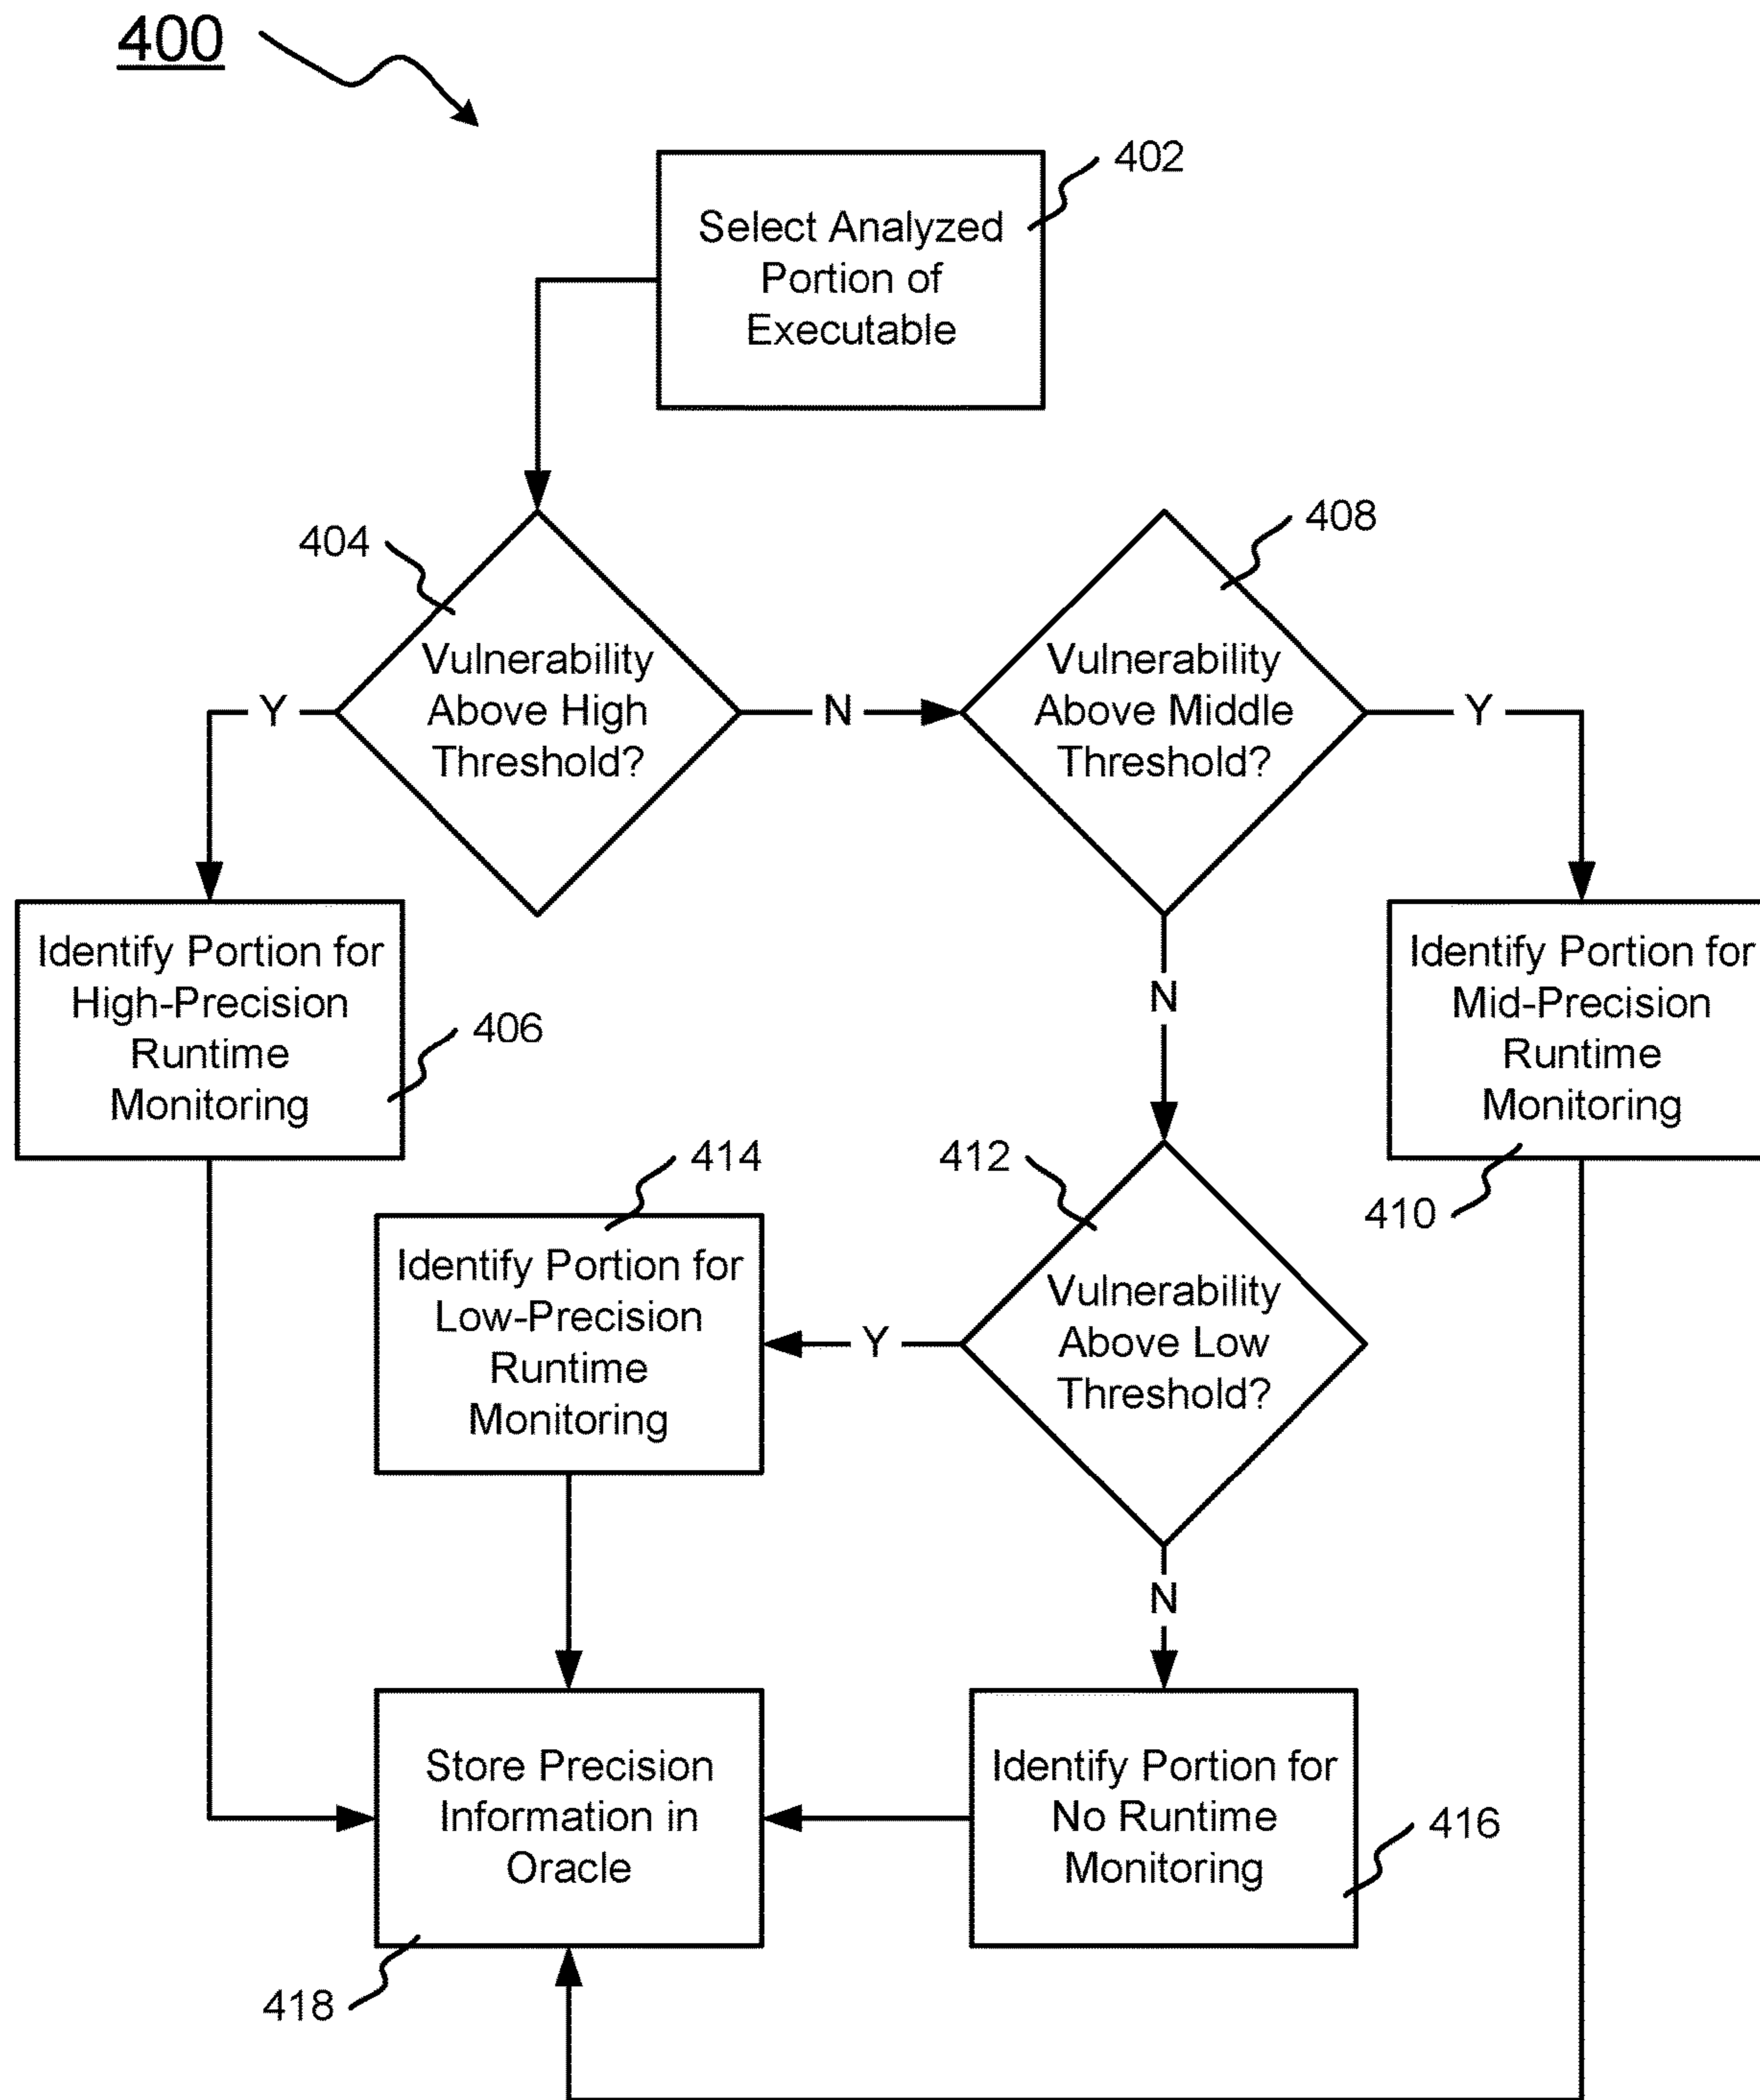 400
402
Select Analyzed
Portion of
Executable
404
Vulnerability
Above High
Threshold?
408
Vulnerability
Above Middle
Threshold?
Y
N
Y
Identify Portion for
High-Precision
Runtime
Monitoring
406
N
Identify Portion for
Mid-Precision
Runtime
Monitoring
410
414
Identify Portion for
Low-Precision
Runtime
Monitoring
412
Vulnerability
Above Low
Threshold?
Y
N
Store Precision
Information in
Oracle
418
Identify Portion for
No Runtime
Monitoring
416